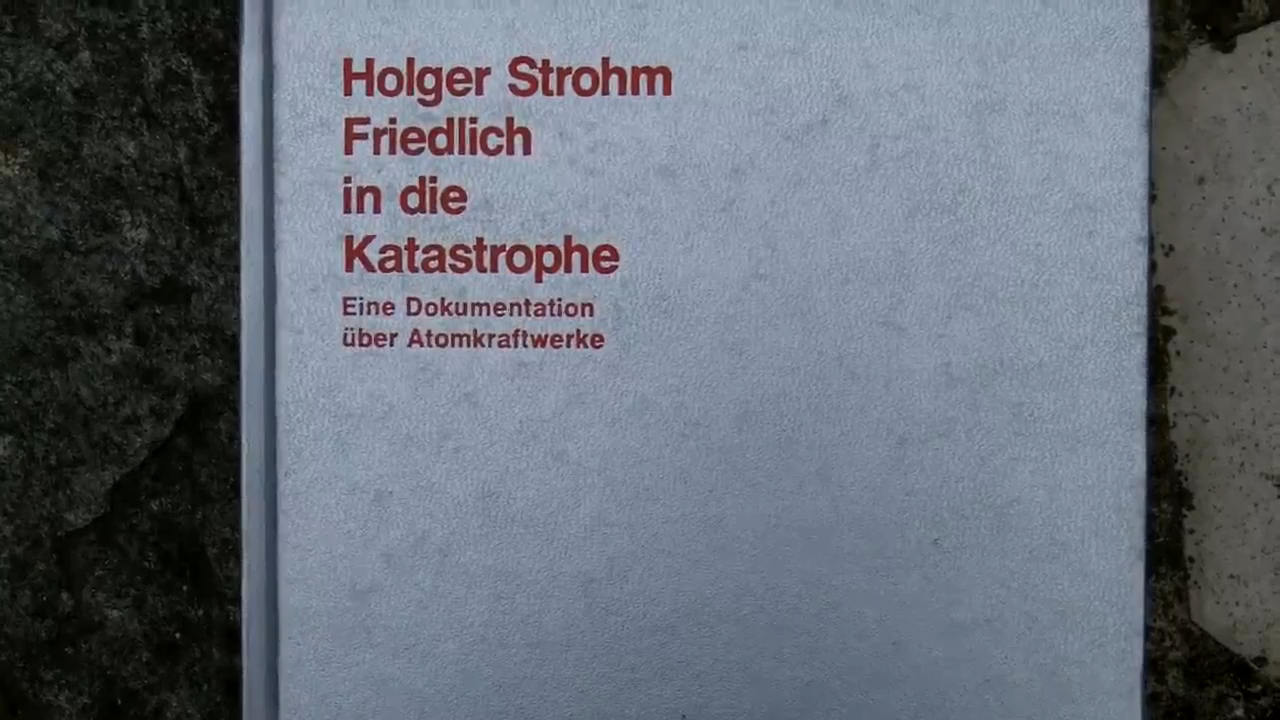 Holger Strohm
Friedlich
in die
Katastrophe
Eine Dokumentation
über Atomkraftwerke